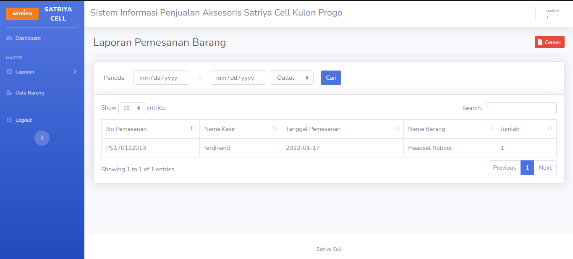 SATRIYA
SATRIYA CELL
Sistem Informasi Penjualan Aksesoris Satriya Cell Kulon Progo
Dashboard
MASTER
Laporan
Data Barang
Logout
Laporan Pemesanan Barang
Cetak
Periode mm/dd/yyyy - mm/dd/yyyy Outlet Cari
Show 10 entries Search:
No Pemesanan Nama Kasir Tanggal Pemesanan Nama Barang Jumlah
PS170122013 ferdinand 2022-01-17 Headset Robbot 1
Showing 1 to 1 of 1 entries
Previous 1 Next
Satriya Cell